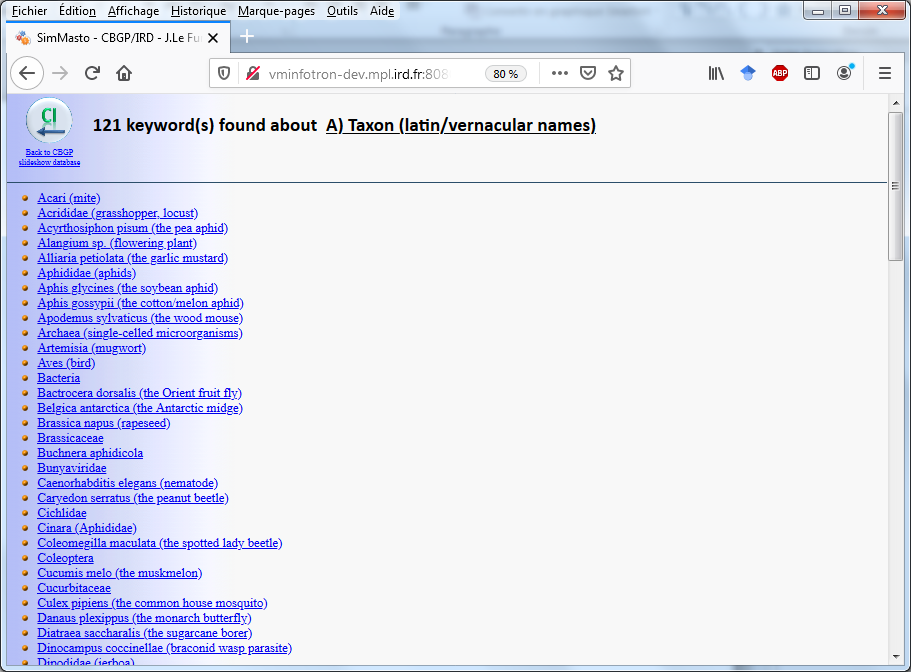 Fichier Édition Affichage Historique Marque-pages Outils Aide
SimMasto - CBGP/IRD - J.Le Fu
vminfotron-dev.mpl.ird.fr:808 80 %
ABP
CI
Back to CBGP
slideshow database
121 keyword(s) found about A) Taxon (latin/vernacular names)
Acari (mite)
Acrididae (grasshopper, locust)
Acyrthosiphon pisum (the pea aphid)
Alangium sp. (flowering plant)
Alliaria petiolata (the garlic mustard)
Aphididae (aphids)
Aphis glycines (the soybean aphid)
Aphis gossypii (the cotton/melon aphid)
Apodemus sylvaticus (the wood mouse)
Archaea (single-celled microorganisms)
Artemisia (mugwort)
Aves (bird)
Bacteria
Bactrocera dorsalis (the Orient fruit fly)
Belgica antarctica (the Antarctic midge)
Brassica napus (rapeseed)
Brassicaceae
Buchnera aphidicola
Bunyaviridae
Caenorhabditis elegans (nematode)
Caryedon serratus (the peanut beetle)
Cichlidae
Cinara (Aphididae)
Coleomegilla maculata (the spotted lady beetle)
Coleoptera
Cucumis melo (the muskmelon)
Cucurbitaceae
Culex pipiens (the common house mosquito)
Danaus plexippus (the monarch butterfly)
Diatraea saccharalis (the sugarcane borer)
Dinocampus coccinellae (braconid wasp parasite)
Dipodidae (jerboa)